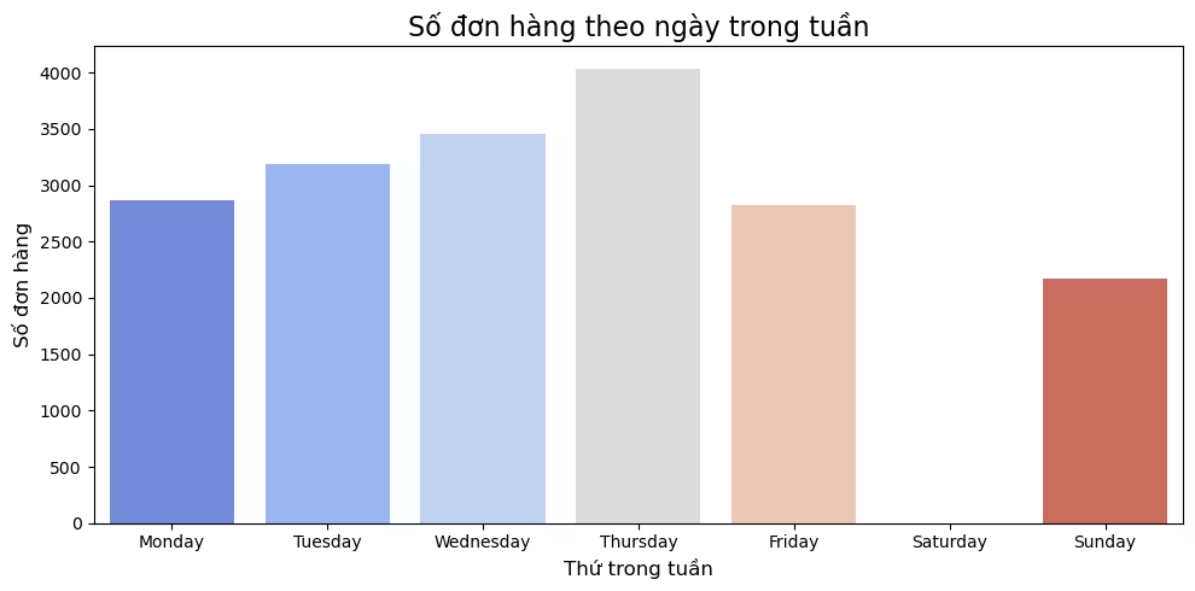 Số đơn hàng theo ngày trong tuần
Số đơn hàng
4000
3500
3000
2500
2000
1500
1000
500
0
Monday Tuesday Wednesday Thursday Friday Saturday Sunday
Thứ trong tuần